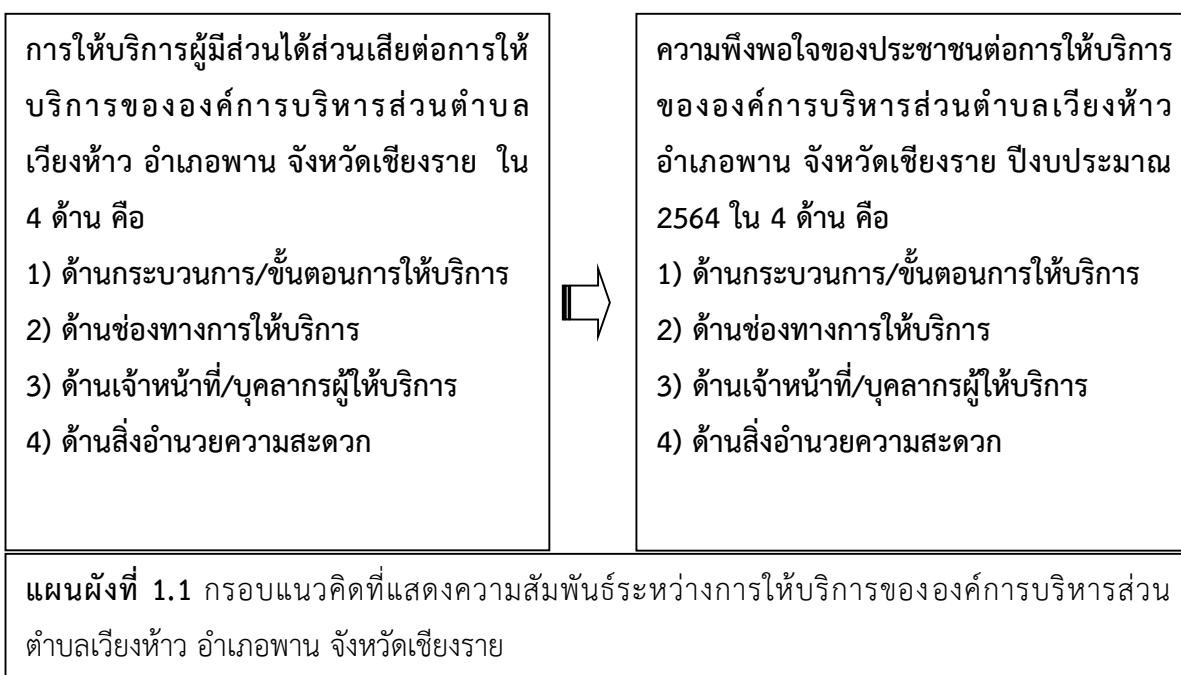 การให้บริการผู้มีส่วนได้ส่วนเสียต่อการให้
บริการขององค์การบริหารส่วนตำบล
เวียงห้าว อำเภอพาน จังหวัดเชียงราย ใน
4 ด้าน คือ
1) ด้านกระบวนการ/ขั้นตอนการให้บริการ
2) ด้านช่องทางการให้บริการ
3) ด้านเจ้าหน้าที่/บุคลากรผู้ให้บริการ
4) ด้านสิ่งอำนวยความสะดวก
ความพึงพอใจของประชาชนต่อการให้บริการ
ขององค์การบริหารส่วนตำบลเวียงห้าว
อำเภอพาน จังหวัดเชียงราย ปีงบประมาณ
2564 ใน 4 ด้าน คือ
1) ด้านกระบวนการ/ขั้นตอนการให้บริการ
2) ด้านช่องทางการให้บริการ
3) ด้านเจ้าหน้าที่/บุคลากรผู้ให้บริการ
4) ด้านสิ่งอำนวยความสะดวก
แผนผังที่ 1.1 กรอบแนวคิดที่แสดงความสัมพันธ์ระหว่างการให้บริการขององค์การบริหารส่วน
ตำบลเวียงห้าว อำเภอพาน จังหวัดเชียงราย